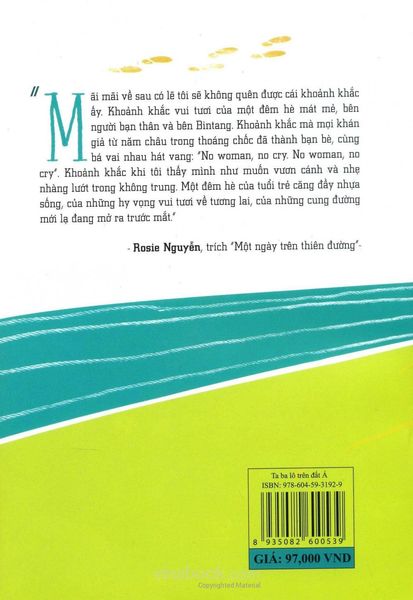 "Mãi mãi về sau có lẽ tôi sẽ không quên được cái khoảnh khắc
ấy. Khoảnh khắc vui tươi của một đêm hè mát mẻ, bên
người bạn thân và bên Bintang. Khoảnh khắc mà mọi khán
giả từ năm châu trong thoáng chốc đã thành bạn bè, cùng
bá vai nhau hát vang: "No woman, no cry. No woman, no
cry". Khoảnh khắc khi tôi thấy mình như muốn vươn cánh và nhẹ
nhàng lướt trong không trung. Một đêm hè của tuổi trẻ căng đầy nhựa
sống, của những hy vọng vui tươi về tương lai, của những cung đường
mới lạ đang mở ra trước mắt."
- Rosie Nguyễn, trích "Một ngày trên thiên đường"-
Ta ba lô trên đất Á
ISBN: 978-604-59-3192-9
8 935082 600539
GIÁ: 97,000 VND
Copyrighted Material